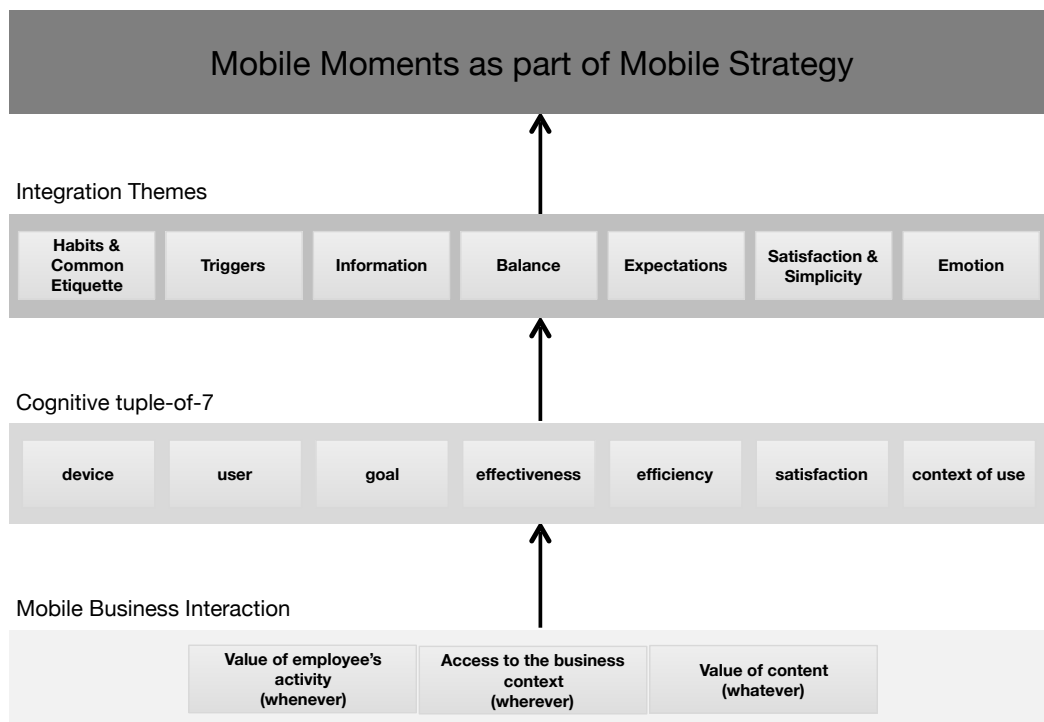 Mobile Moments as part of Mobile Strategy
Integration Themes
Habits &
Common
Etiquette
Triggers
Information
Balance
Expectations
Satisfaction &
Simplicity
Emotion
Cognitive tuple-of-7
device
user
goal
effectiveness
efficiency
satisfaction
context of use
Mobile Business Interaction
Value of employee’s
activity
(whenever)
Access to the business
context
(wherever)
Value of content
(whatever)